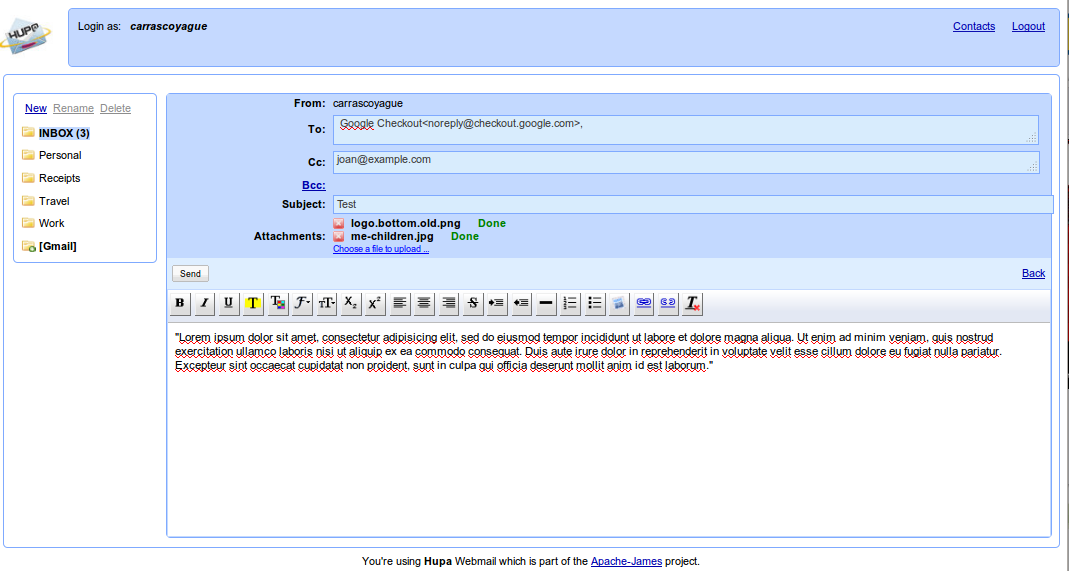 HUPA
Login as: carrascoyague
Contacts Logout
New Rename Delete
INBOX (3)
Personal
Receipts
Travel
Work
[Gmail]
From: carrascoyague
To: Google Checkout<noreply@checkout.google.com>,
Cc: joan@example.com
Bcc:
Subject: Test
logo.bottom.old.png Done
Attachments: me-children.jpg Done
Choose a file to upload ...
Send Back
B I U T T F TT X2 X2 S T
"Lorem ipsum dolor sit amet, consectetur adipisicing elit, sed do eiusmod tempor incididunt ut labore et dolore magna aliqua. Ut enim ad minim veniam, quis nostrud
exercitation ullamco laboris nisi ut aliquip ex ea commodo consequat. Duis aute irure dolor in reprehenderit in voluptate velit esse cillum dolore eu fugiat nulla pariatur.
Excepteur sint occaecat cupidatat non proident, sunt in culpa qui officia deserunt mollit anim id est laborum."
You're using Hupa Webmail which is part of the Apache-James project.